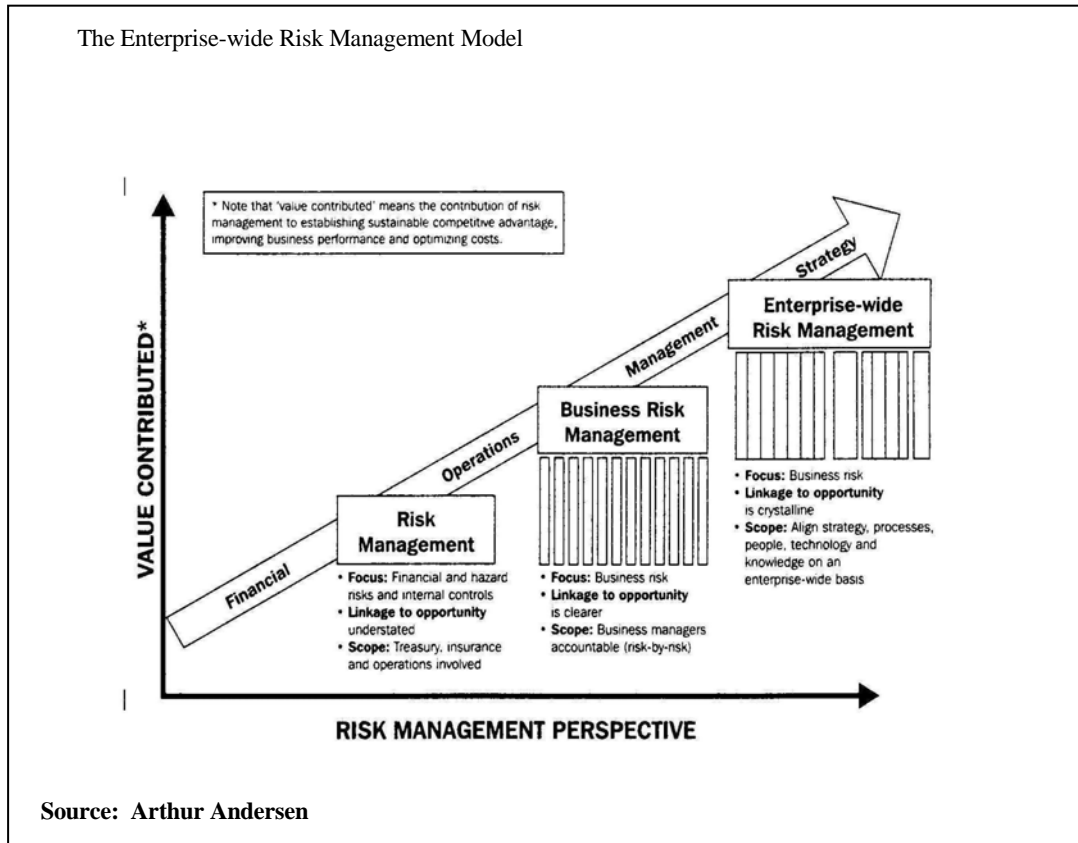 The Enterprise-wide Risk Management Model
* Note that 'value contributed' means the contribution of risk
management to establishing sustainable competitive advantage,
improving business performance and optimizing costs.
VALUE CONTRIBUTED*
Financial
Operations
Management
Strategy
Risk
Management
• Focus: Financial and hazard
risks and internal controls
• Linkage to opportunity
understated
• Scope: Treasury, insurance
and operations involved
Business Risk
Management
• Focus: Business risk
• Linkage to opportunity
is clearer
• Scope: Business managers
accountable (risk-by-nsk)
Enterprise-wide
Risk Management
• Focus: Business risk
• Linkage to opportunity
is crystalline
• Scope: Align strategy, processes,
people, technology and
knowledge on an
enterprise-wide basis
RISK MANAGEMENT PERSPECTIVE
Source: Arthur Andersen